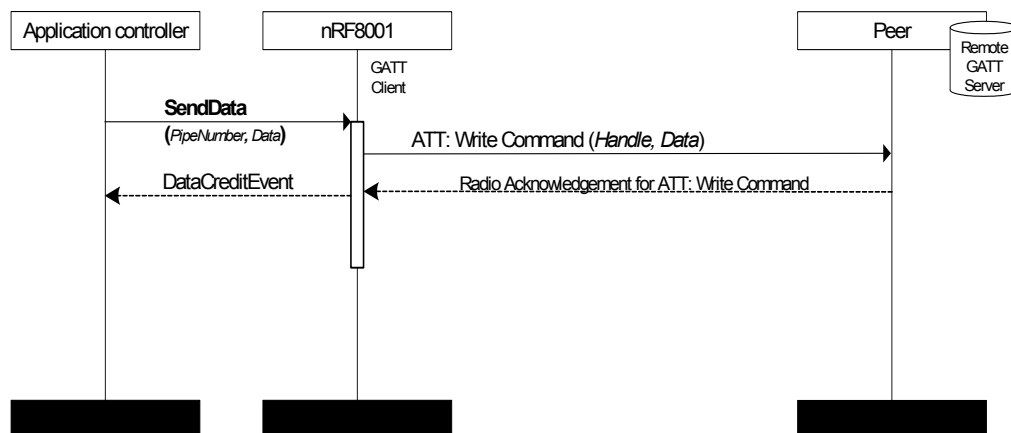 Application controller
nRF8001
Peer
Remote
GATT
Server
GATT
Client
SendData
(PipeNumber, Data)
ATT: Write Command (Handle, Data)
DataCreditEvent
Radio Acknowledgement for ATT: Write Command